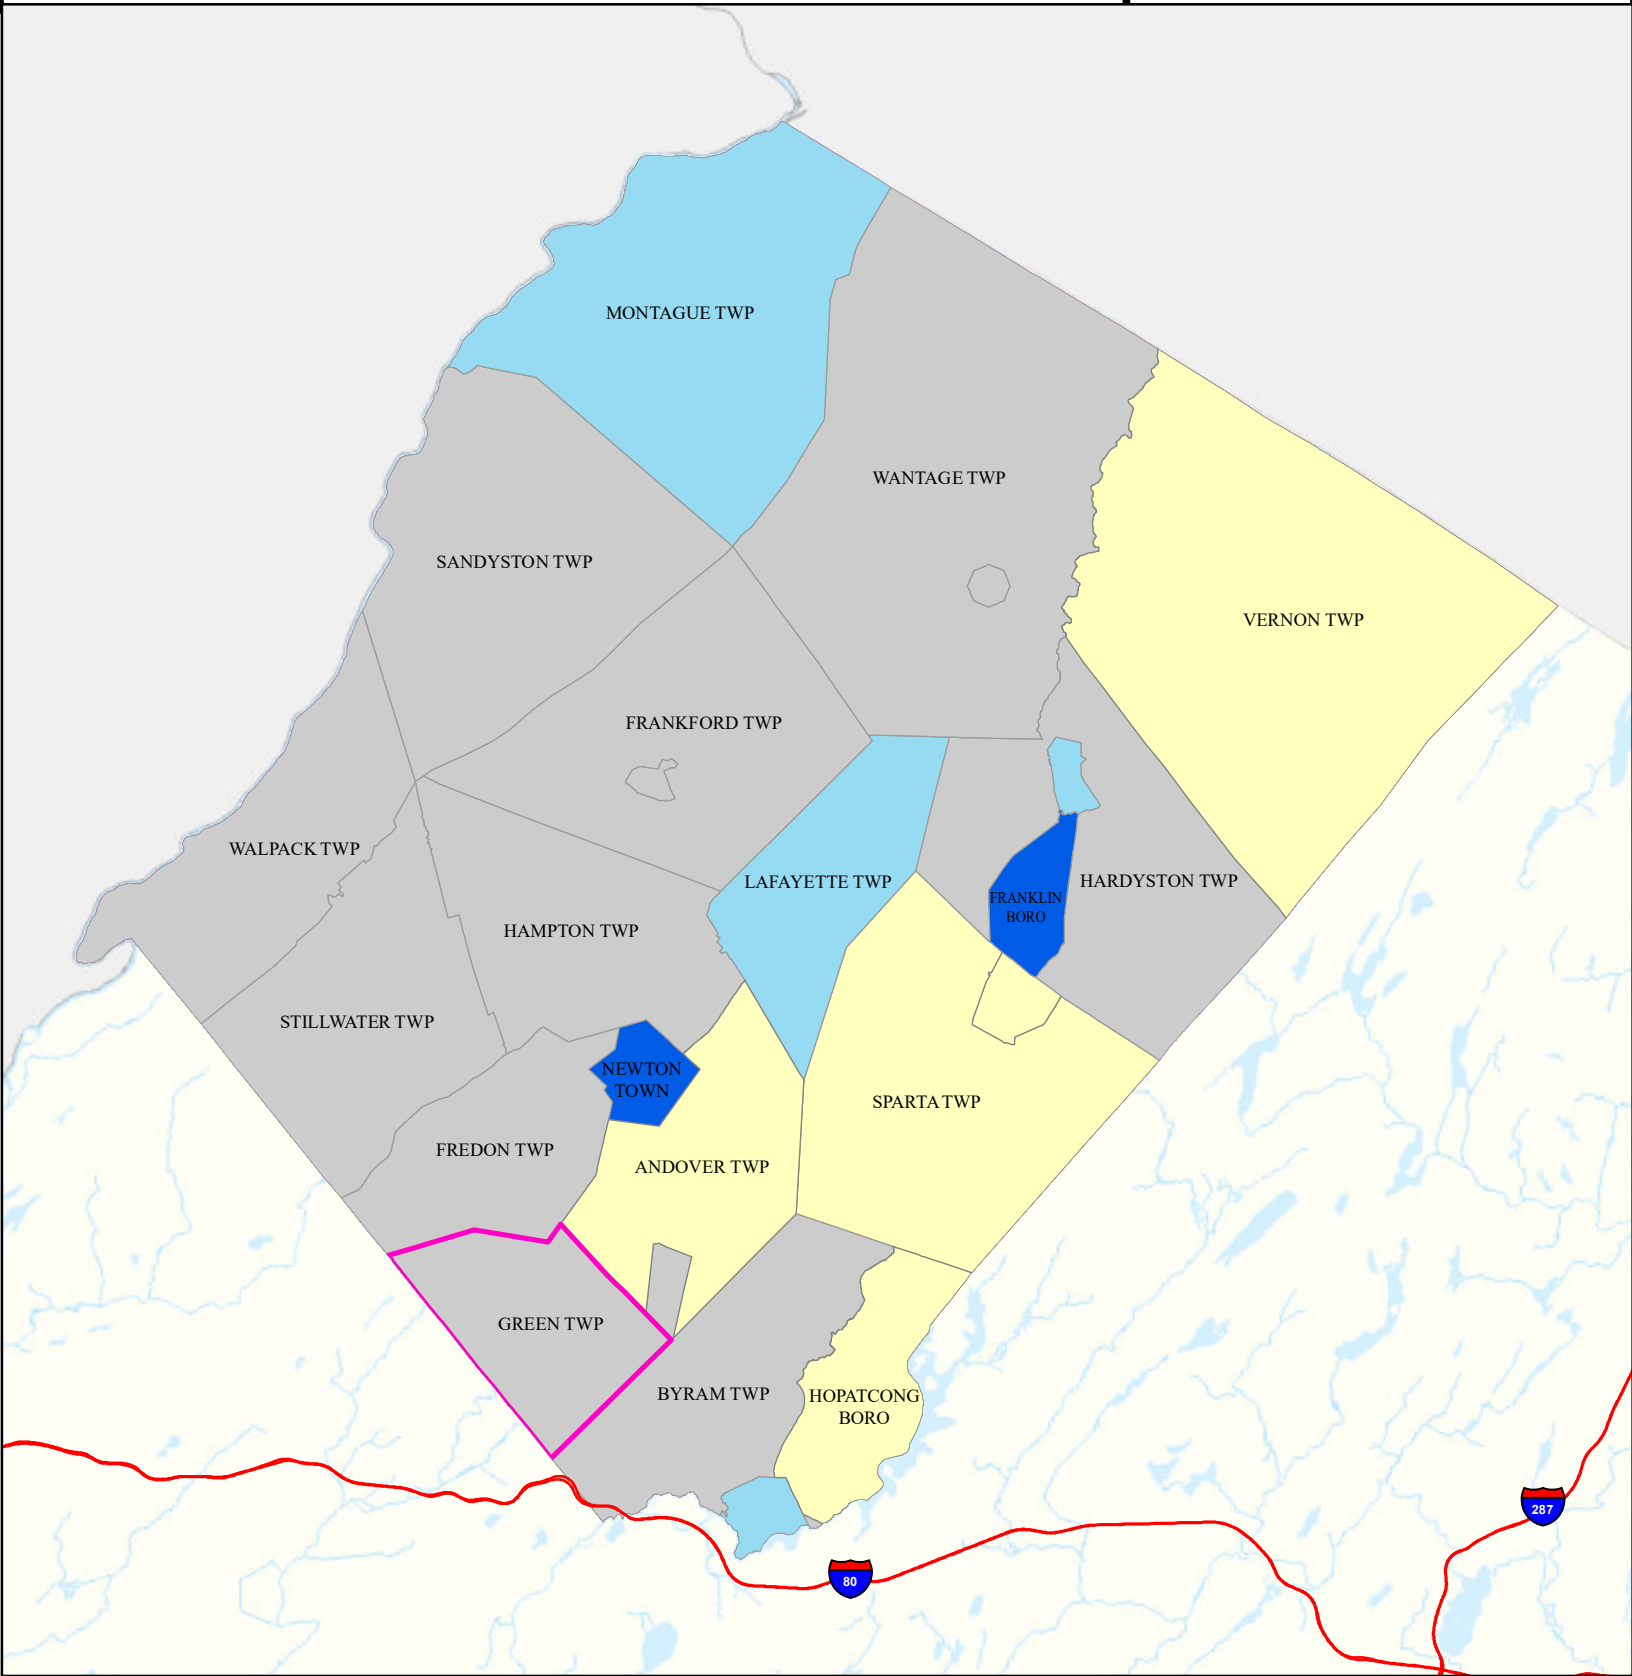 MONTAGUE TWP
WANTAGE TWP
SANDYSTON TWP
VERNON TWP
FRANKFORD TWP
WALPACK TWP
LAFAYETTE TWP
HARDYSTON TWP
FRANKLIN
BORO
HAMPTON TWP
STILLWATER TWP
NEWTON
TOWN
SPARTA TWP
FREDON TWP
ANDOVER TWP
GREEN TWP
BYRAM TWP
HOPATCONG
BORO
287
80